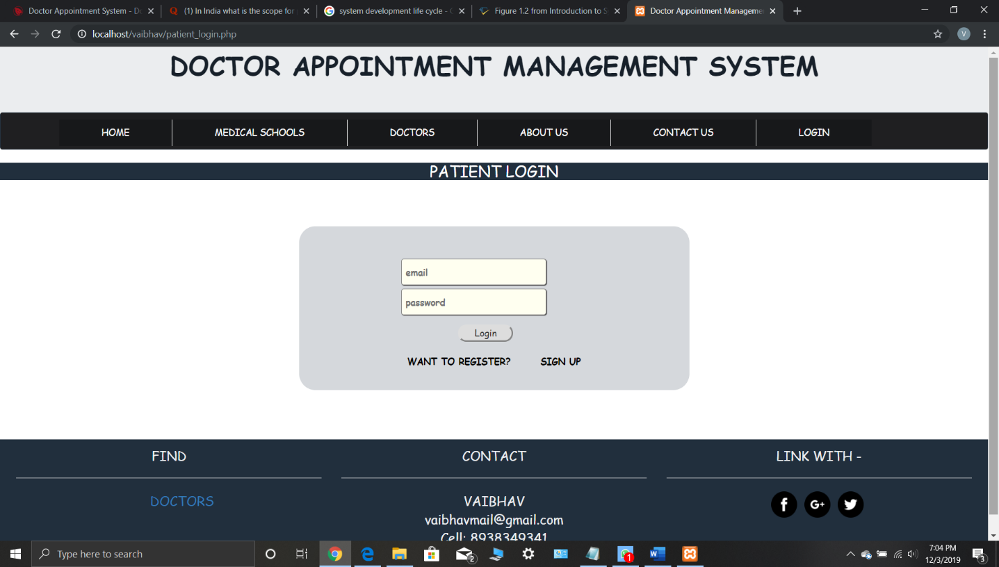 Doctor Appointment System - Do
(1) In India what is the scope for
system development life cycle - G
Figure 1.2 from Introduction to S
Doctor Appointment Manageme
localhost/vaibhav/patient_login.php
V
DOCTOR APPOINTMENT MANAGEMENT SYSTEM
HOME MEDICAL SCHOOLS DOCTORS ABOUT US CONTACT US LOGIN
PATIENT LOGIN
email
password
Login
WANT TO REGISTER? SIGN UP
FIND CONTACT LINK WITH -
DOCTORS
VAIBHAV
vaibhavmail@gmail.com
Cell: 8938349341
Type here to search
2
1
7:04 PM
12/3/2019
3